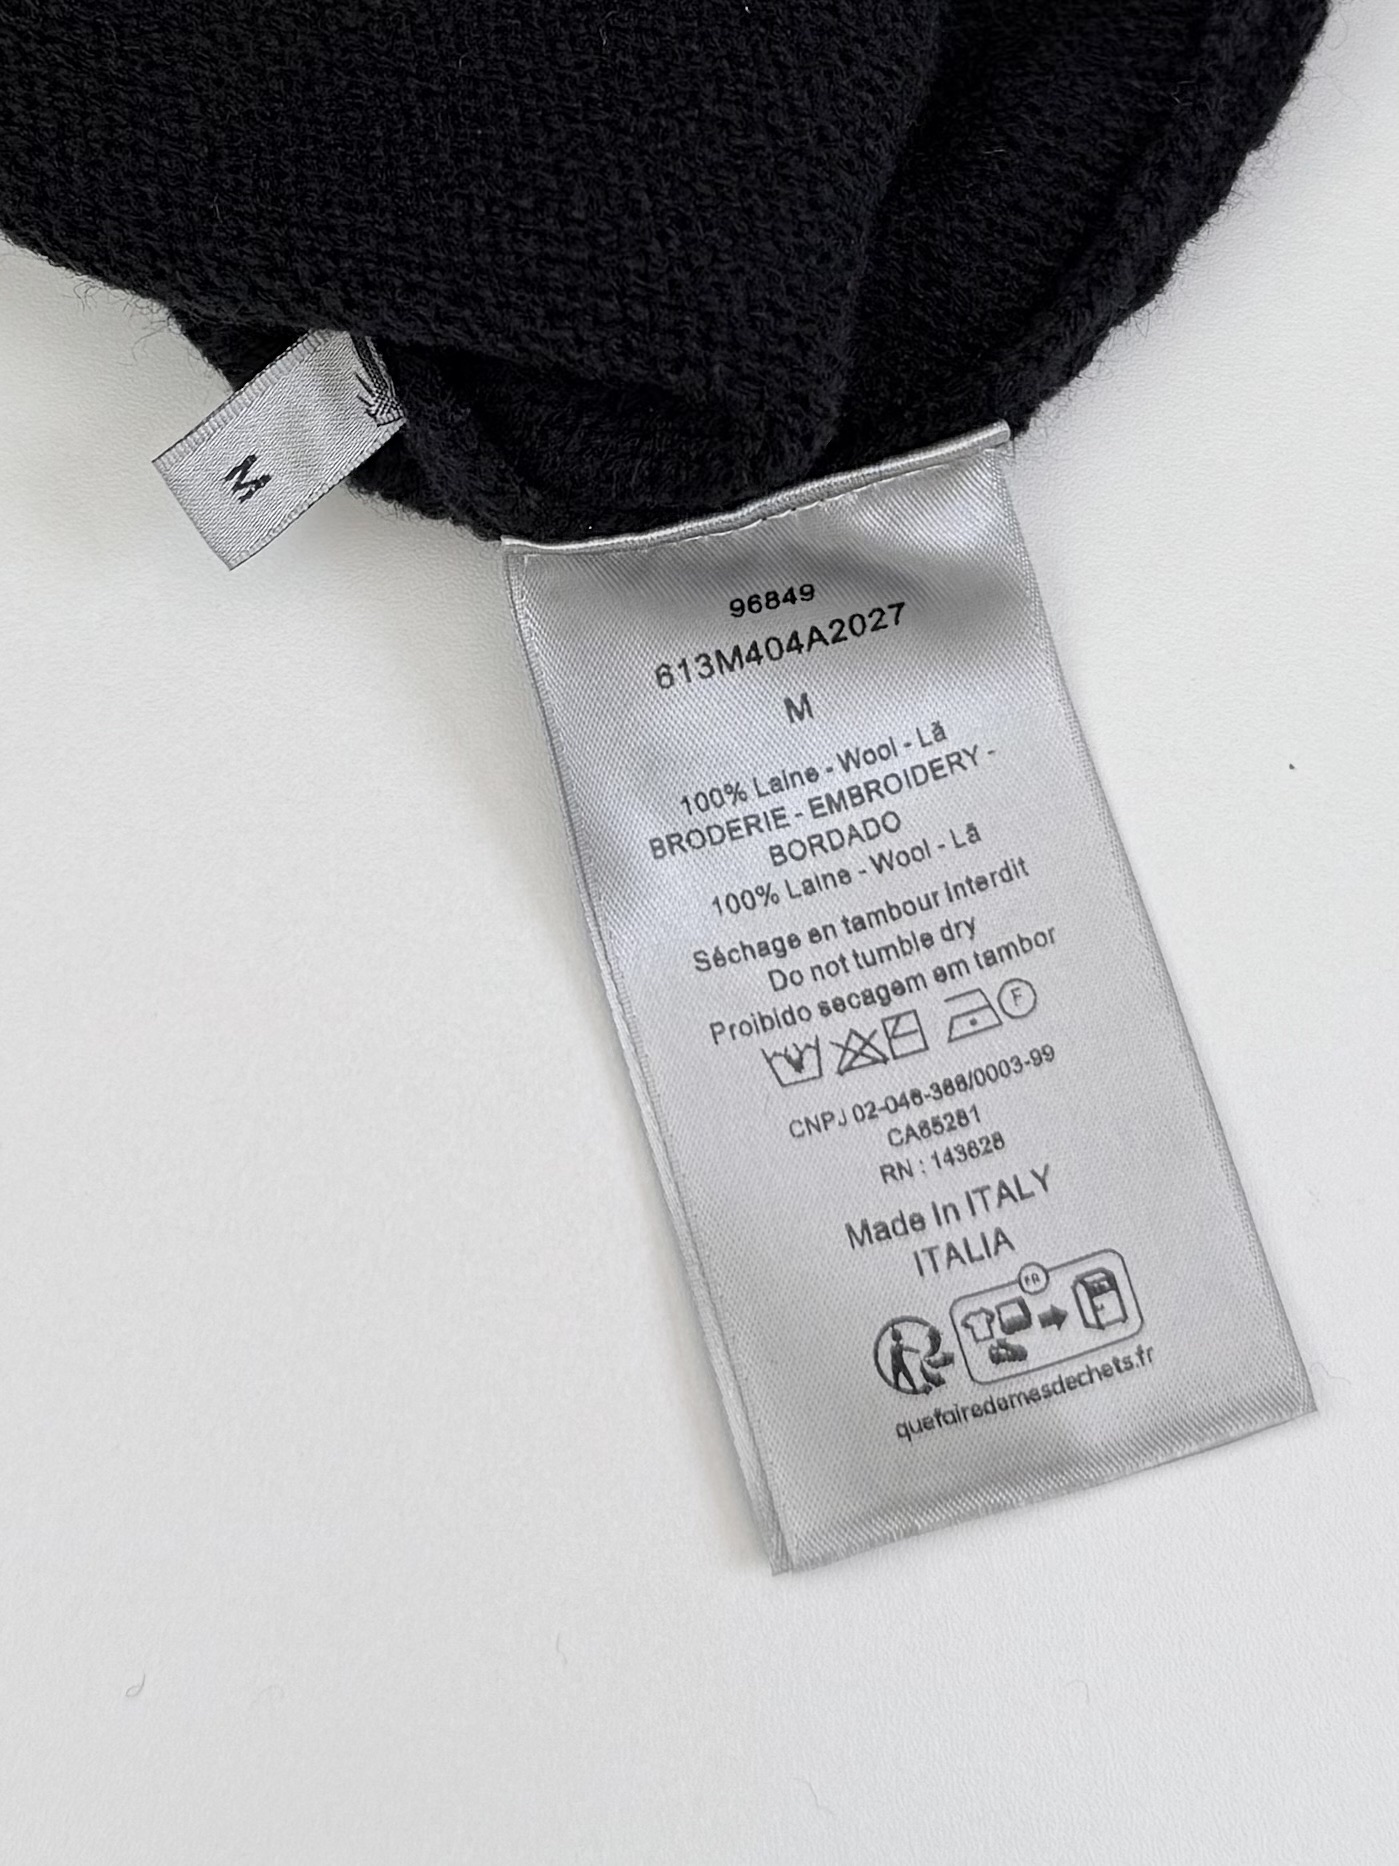 M
96849
613M404A2027
M
100% Laine - Wool - Lã
BRODERIE - EMBROIDERY -
BORDADO
100% Laine - Wool - Lã
Séchage en tambour Interdit
Do not tumble dry
Proibido secagem em tambor
F
CNPJ 02-046-388/0003-99
CA65281
RN : 143628
Made In ITALY
ITALIA
FR
quefairedemesdechets.fr